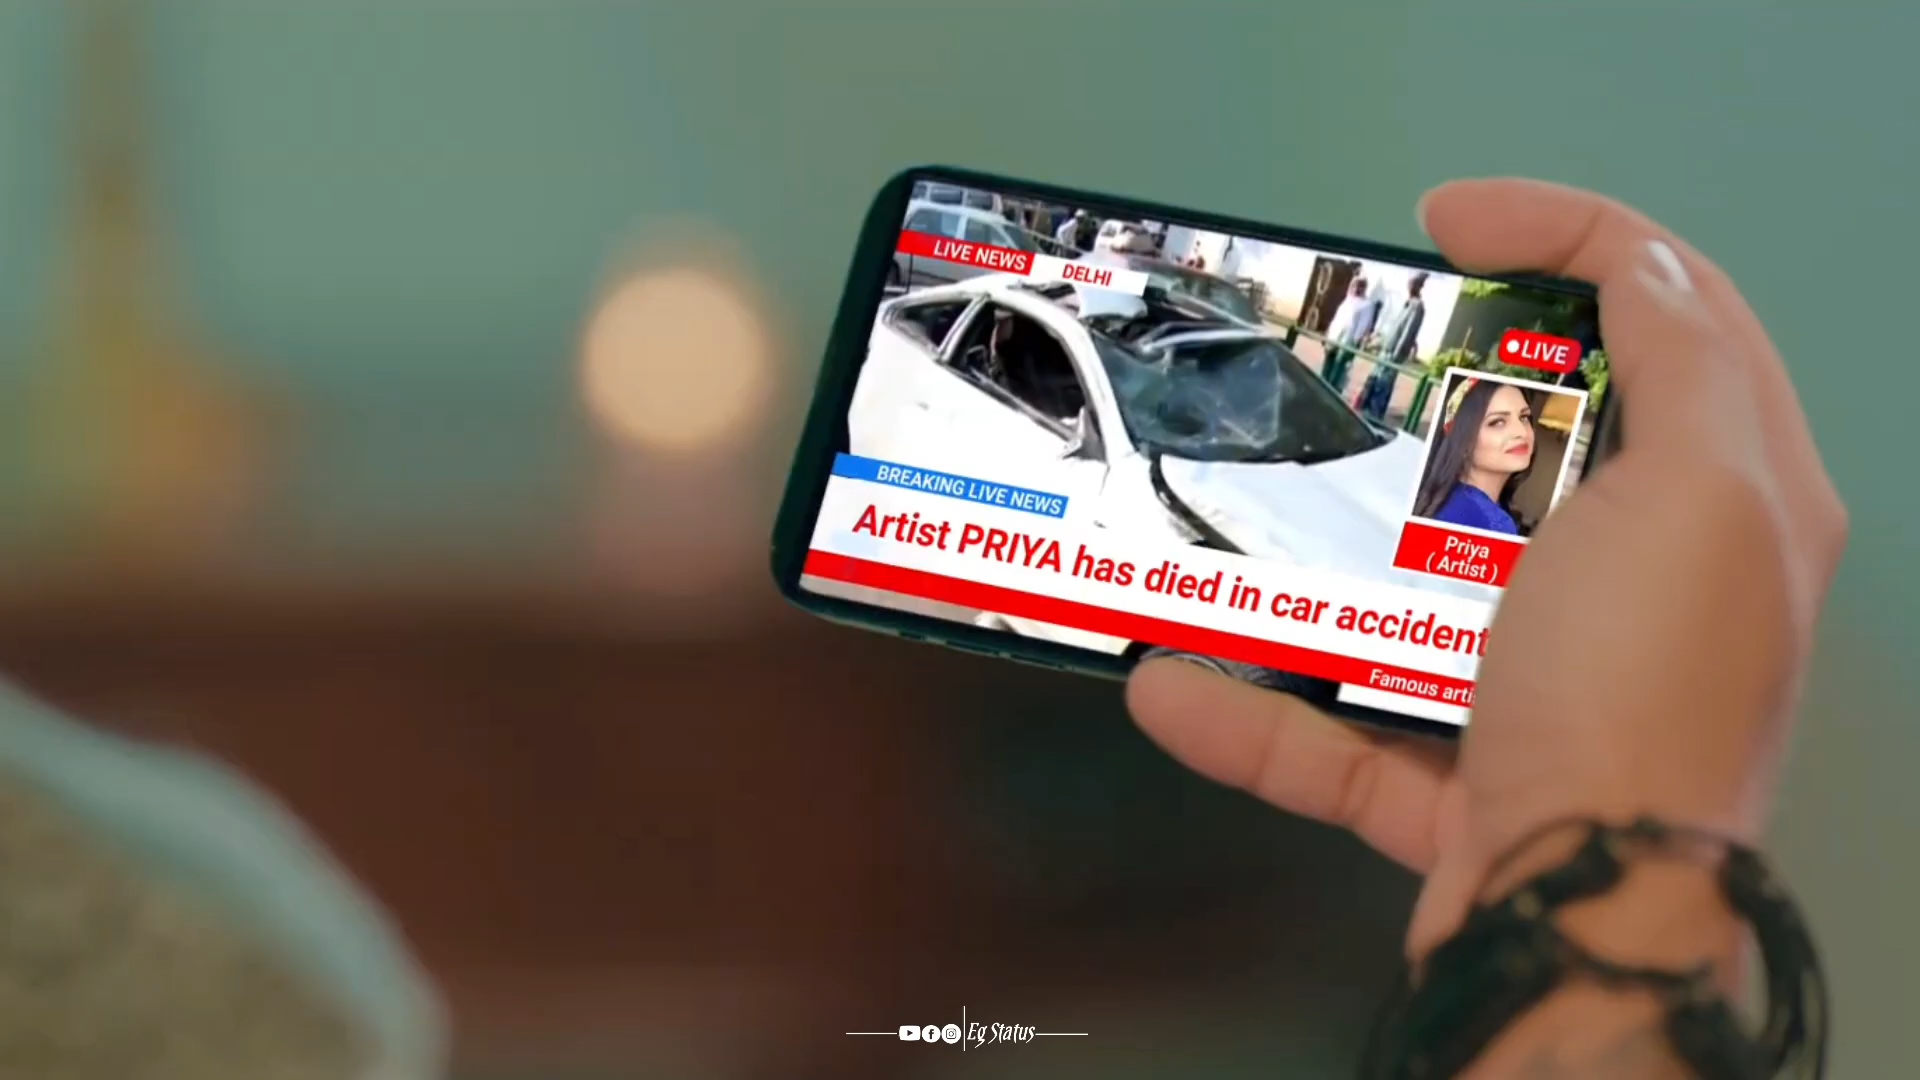 LIVE NEWS
DELHI
LIVE
BREAKING LIVE NEWS
Artist PRIYA has died in car accident
Priya
( Artist )
Famous
Eg Status